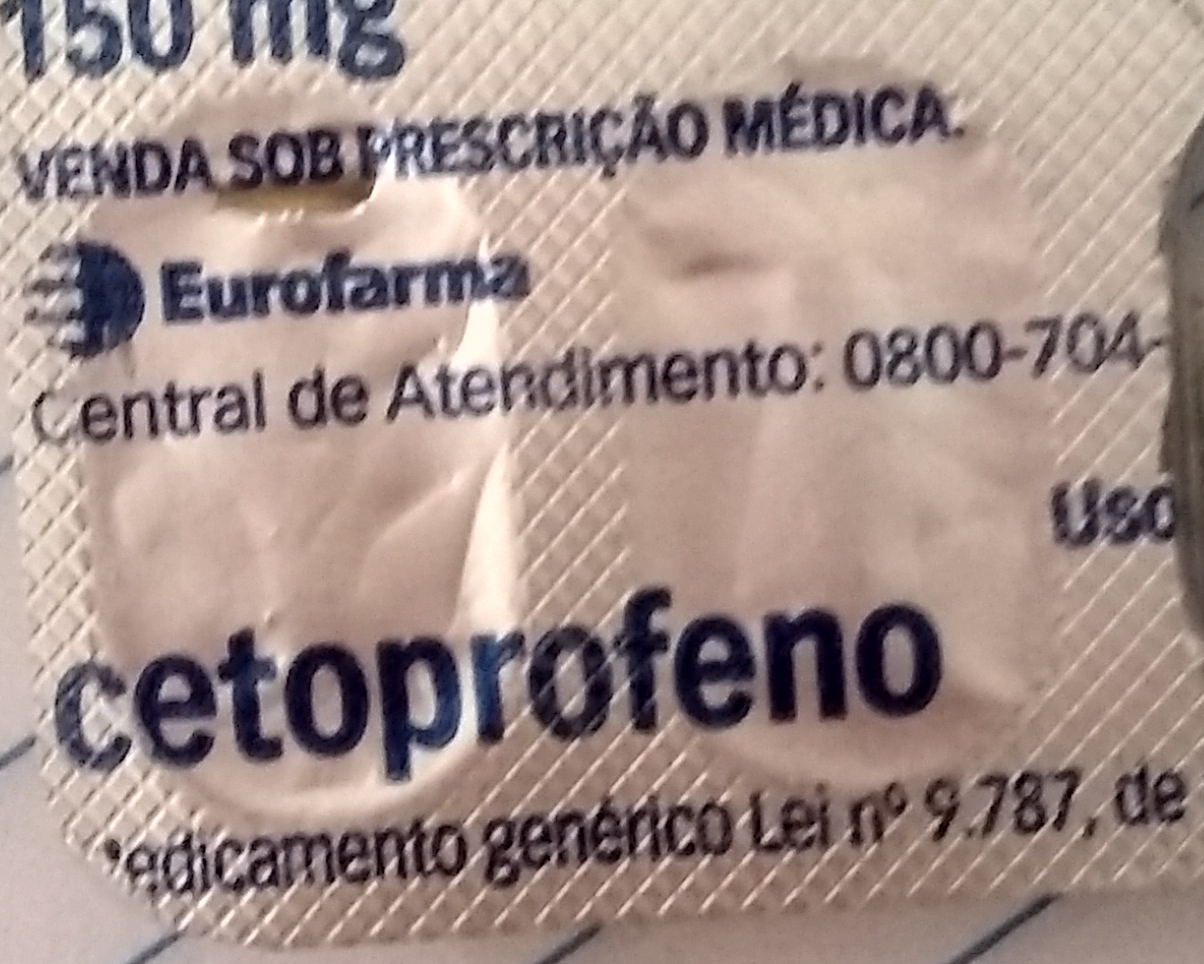 150 mg
VENDA SOB PRESCRIÇÃO MÉDICA.
Eurofarma
Central de Atendimento: 0800-704-
Uso
cetoprofeno
edicamento genérico Lei nº 9.787, de